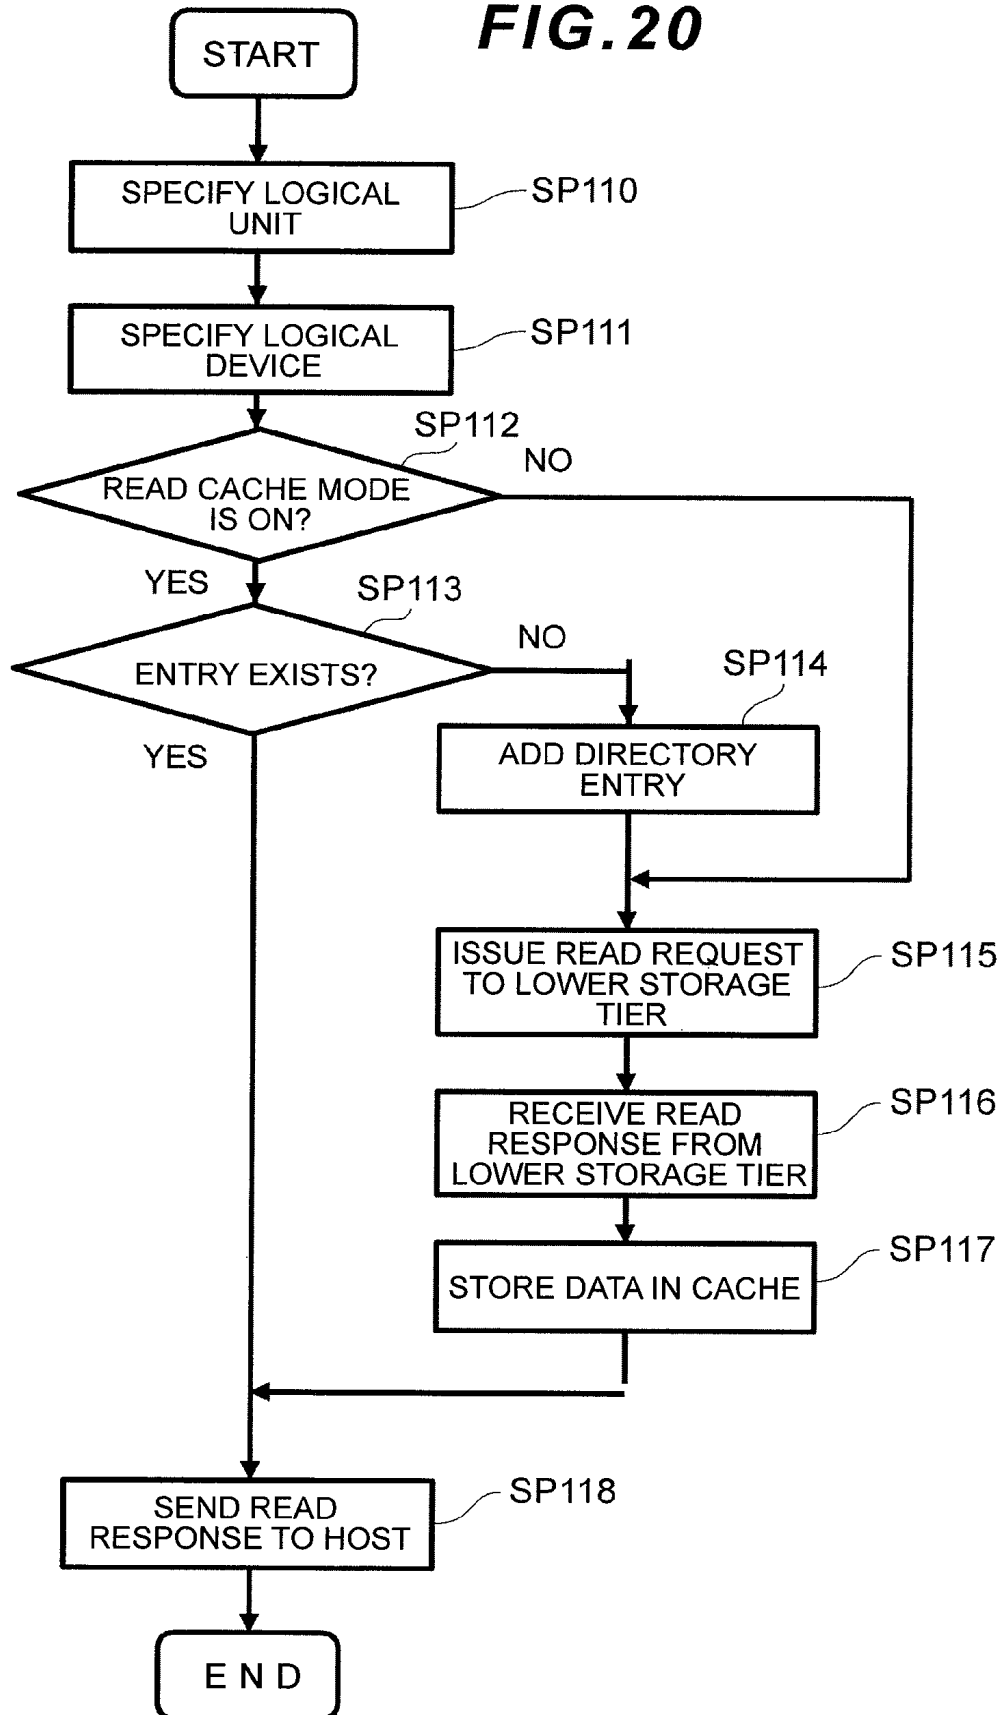 FIG.20
START
SPECIFY LOGICAL
UNIT
SP110
SPECIFY LOGICAL
DEVICE
SP111
SP112
READ CACHE MODE
IS ON?
NO
YES
SP113
ENTRY EXISTS?
NO
YES
SP114
ADD DIRECTORY
ENTRY
ISSUE READ REQUEST
TO LOWER STORAGE
TIER
SP115
RECEIVE READ
RESPONSE FROM
LOWER STORAGE TIER
SP116
STORE DATA IN CACHE
SP117
SEND READ
RESPONSE TO HOST
SP118
END